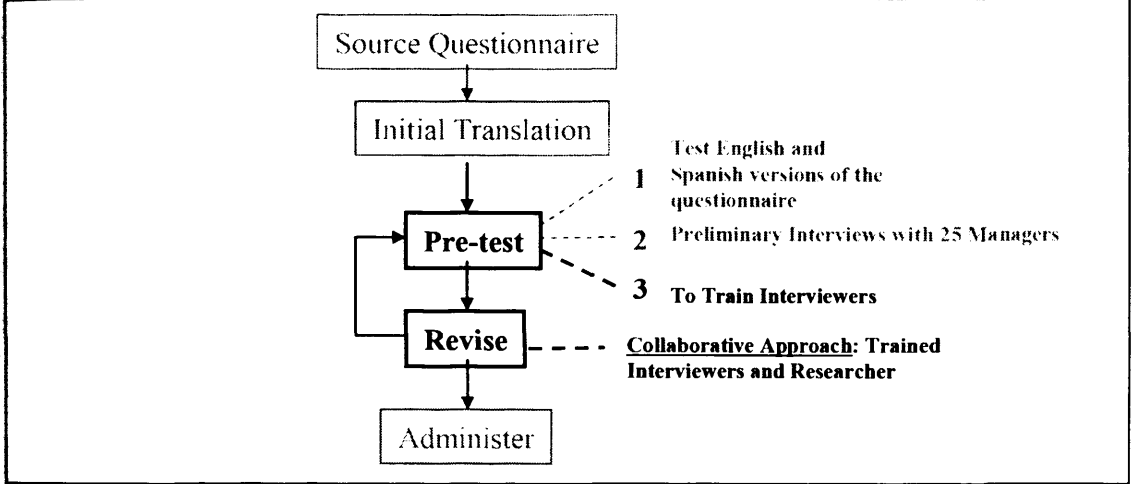 Source Questionnaire
Initial Translation
Test English and
1 Spanish versions of the
questionnaire
Pre-test
2 Preliminary Interviews with 25 Managers
3 To Train Interviewers
Revise
Collaborative Approach: Trained
Interviewers and Researcher
Administer